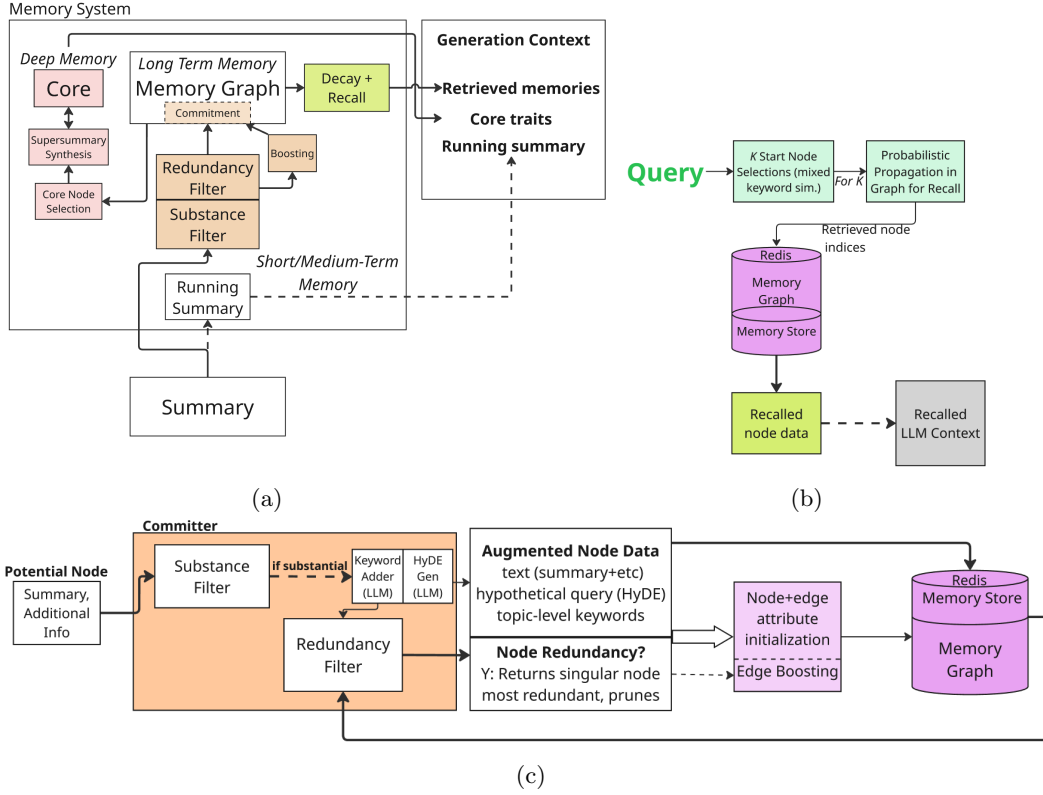 Memory System
Deep Memory
Core
Supersummary
Synthesis
Core Node
Selection
Long Term Memory
Memory Graph
Commitment
Boosting
Redundancy
Filter
Substance
Filter
Decay +
Recall
Short/Medium-Term
Memory
Running
Summary
Summary
Generation Context
Retrieved memories
Core traits
Running summary
(a)
Query
K Start Node
Selections (mixed
keyword sim.)
For K
Probabilistic
Propagation in
Graph for Recall
Retrieved node
indices
Redis
Memory
Graph
Memory Store
Recalled
node data
Recalled
LLM Context
(b)
Potential Node
Summary,
Additional
Info
Committer
Substance
Filter
if substantial
Keyword
Adder
(LLM)
HyDE
Gen
(LLM)
Redundancy
Filter
Augmented Node Data
text (summary+etc)
hypothetical query (HyDE)
topic-level keywords
Node Redundancy?
Y: Returns singular node
most redundant, prunes
Node+edge
attribute
initialization
Edge Boosting
Redis
Memory Store
Memory
Graph
(c)